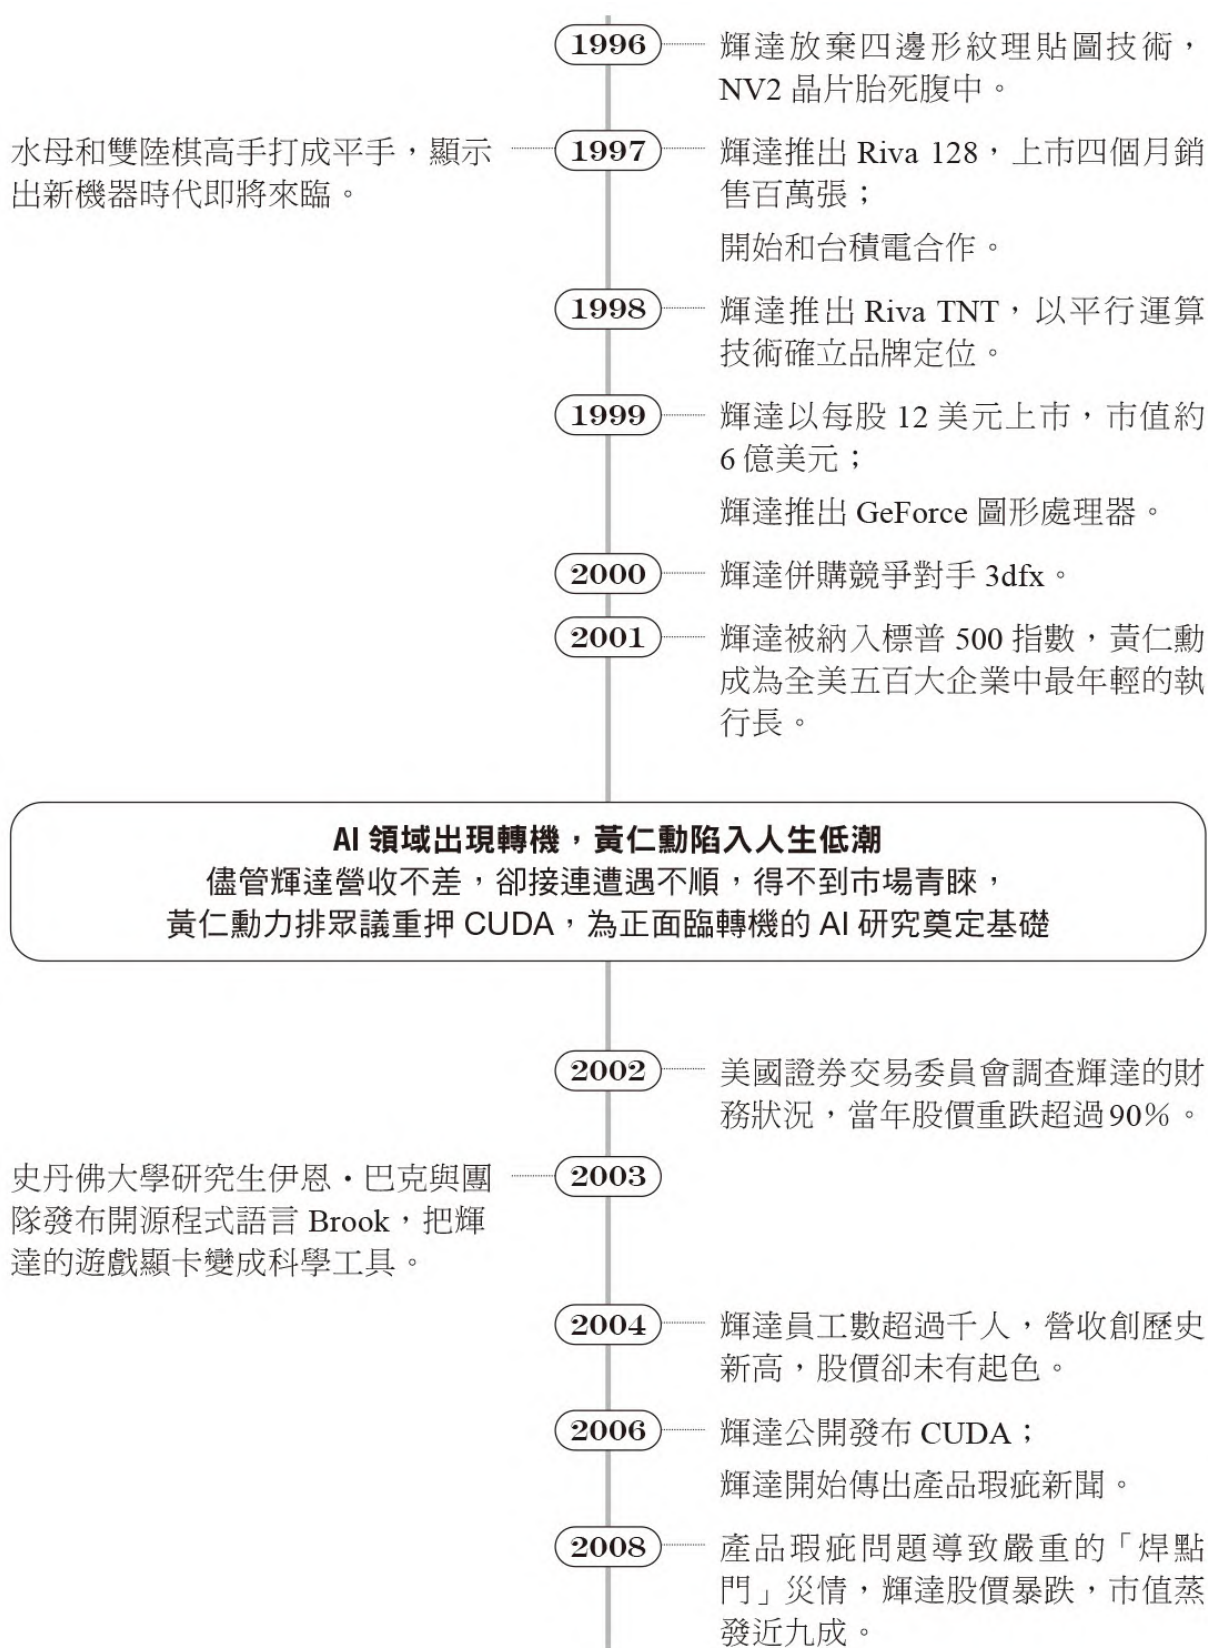 1996
輝達放棄四邊形紋理貼圖技術，
NV2 晶片胎死腹中。
水母和雙陸棋高手打成平手，顯示
出新機器時代即將來臨。
1997
輝達推出 Riva 128，上市四個月銷
售百萬張；
開始和台積電合作。
1998
輝達推出 Riva TNT，以平行運算
技術確立品牌定位。
1999
輝達以每股 12 美元上市，市值約
6 億美元；
輝達推出 GeForce 圖形處理器。
2000
輝達併購競爭對手 3dfx。
2001
輝達被納入標普 500 指數，黃仁勳
成為全美五百大企業中最年輕的執
行長。
AI 領域出現轉機，黃仁勳陷入人生低潮
儘管輝達營收不差，卻接連遭遇不順，得不到市場青睞，
黃仁勳力排眾議重押 CUDA，為正面臨轉機的 AI 研究奠定基礎
2002
美國證券交易委員會調查輝達的財
務狀況，當年股價重跌超過90％。
史丹佛大學研究生伊恩・巴克與團
隊發布開源程式語言 Brook，把輝
達的遊戲顯卡變成科學工具。
2003
2004
輝達員工數超過千人，營收創歷史
新高，股價卻未有起色。
2006
輝達公開發布 CUDA；
輝達開始傳出產品瑕疵新聞。
2008
產品瑕疵問題導致嚴重的「焊點
門」災情，輝達股價暴跌，市值蒸
發近九成。